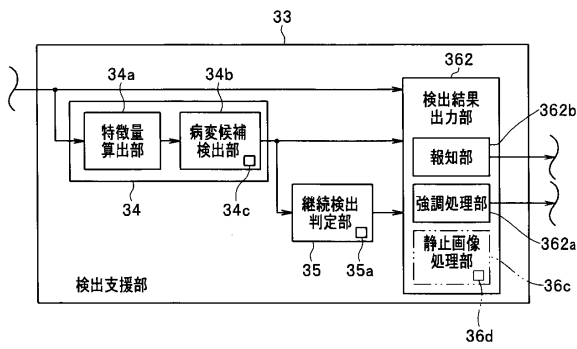 33
34a
34b
362
特徴量
算出部
病変候補
検出部
34
34c
検出結果
出力部
362b
報知部
継続検出
判定部
35
35a
強調処理部
362a
静止画像
処理部
36c
36d
検出支援部